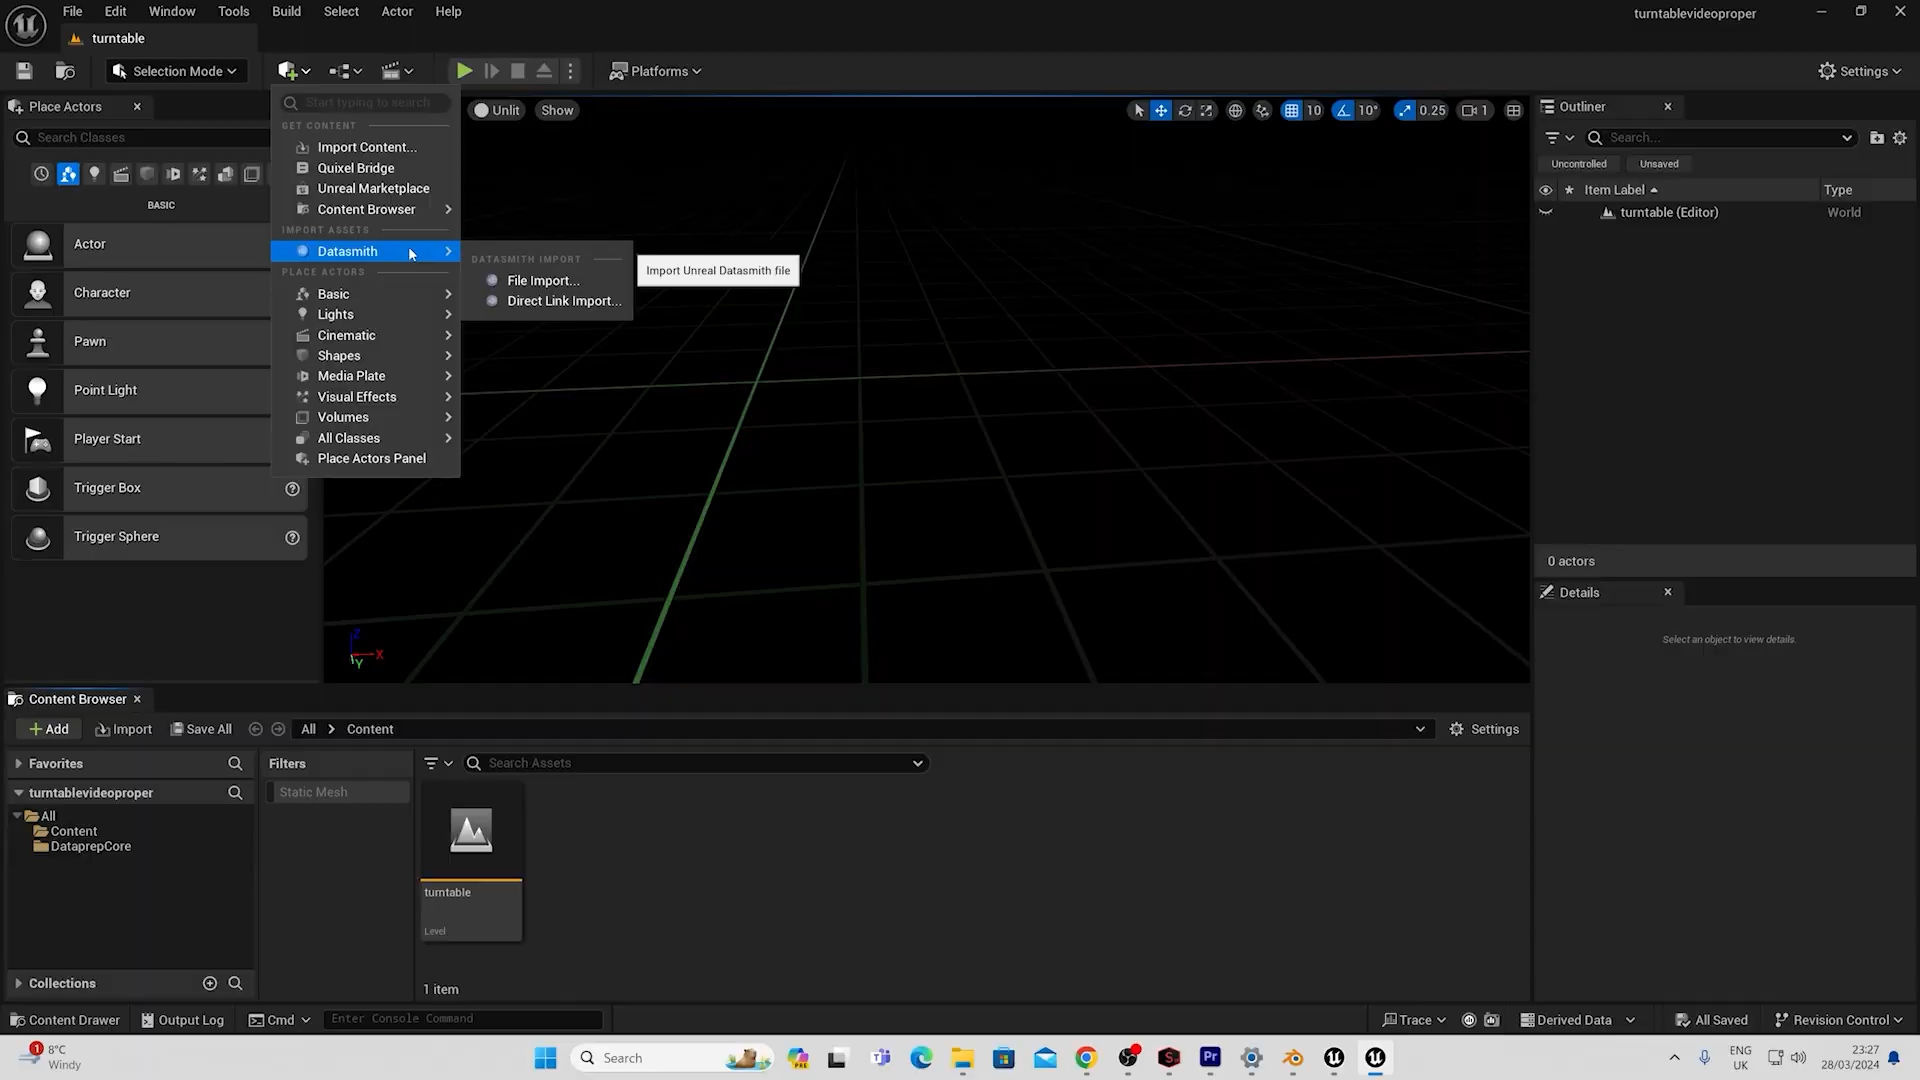 File Edit Window Tools Build Select Actor Help
turntablevideoproper
turntable
Selection Mode
Platforms
Settings
Place Actors
Search Classes
BASIC
Actor
Character
Pawn
Point Light
Player Start
Trigger Box
Trigger Sphere
Start typing to search
GET CONTENT
Import Content...
Quixel Bridge
Unreal Marketplace
Content Browser
IMPORT ASSETS
Datasmith
PLACE ACTORS
Basic
Lights
Cinematic
Shapes
Media Plate
Visual Effects
Volumes
All Classes
Place Actors Panel
DATASMITH IMPORT
File Import...
Direct Link Import...
Import Unreal Datasmith file
Unlit Show
10 10° 0.25 1
Z
X
Y
Outliner
Search...
Uncontrolled Unsaved
Item Label Type
turntable (Editor) World
0 actors
Details
Select an object to view details.
Content Browser
Add Import Save All All Content Settings
Favorites
turntablevideoproper
All
Content
DataprepCore
Collections
Filters
Static Mesh
Search Assets
turntable
Level
1 item
Content Drawer Output Log Cmd Enter Console Command Trace Derived Data All Saved Revision Control
1
8°C
Windy
Search
PRE
Pr
ENG
UK
23:27
28/03/2024